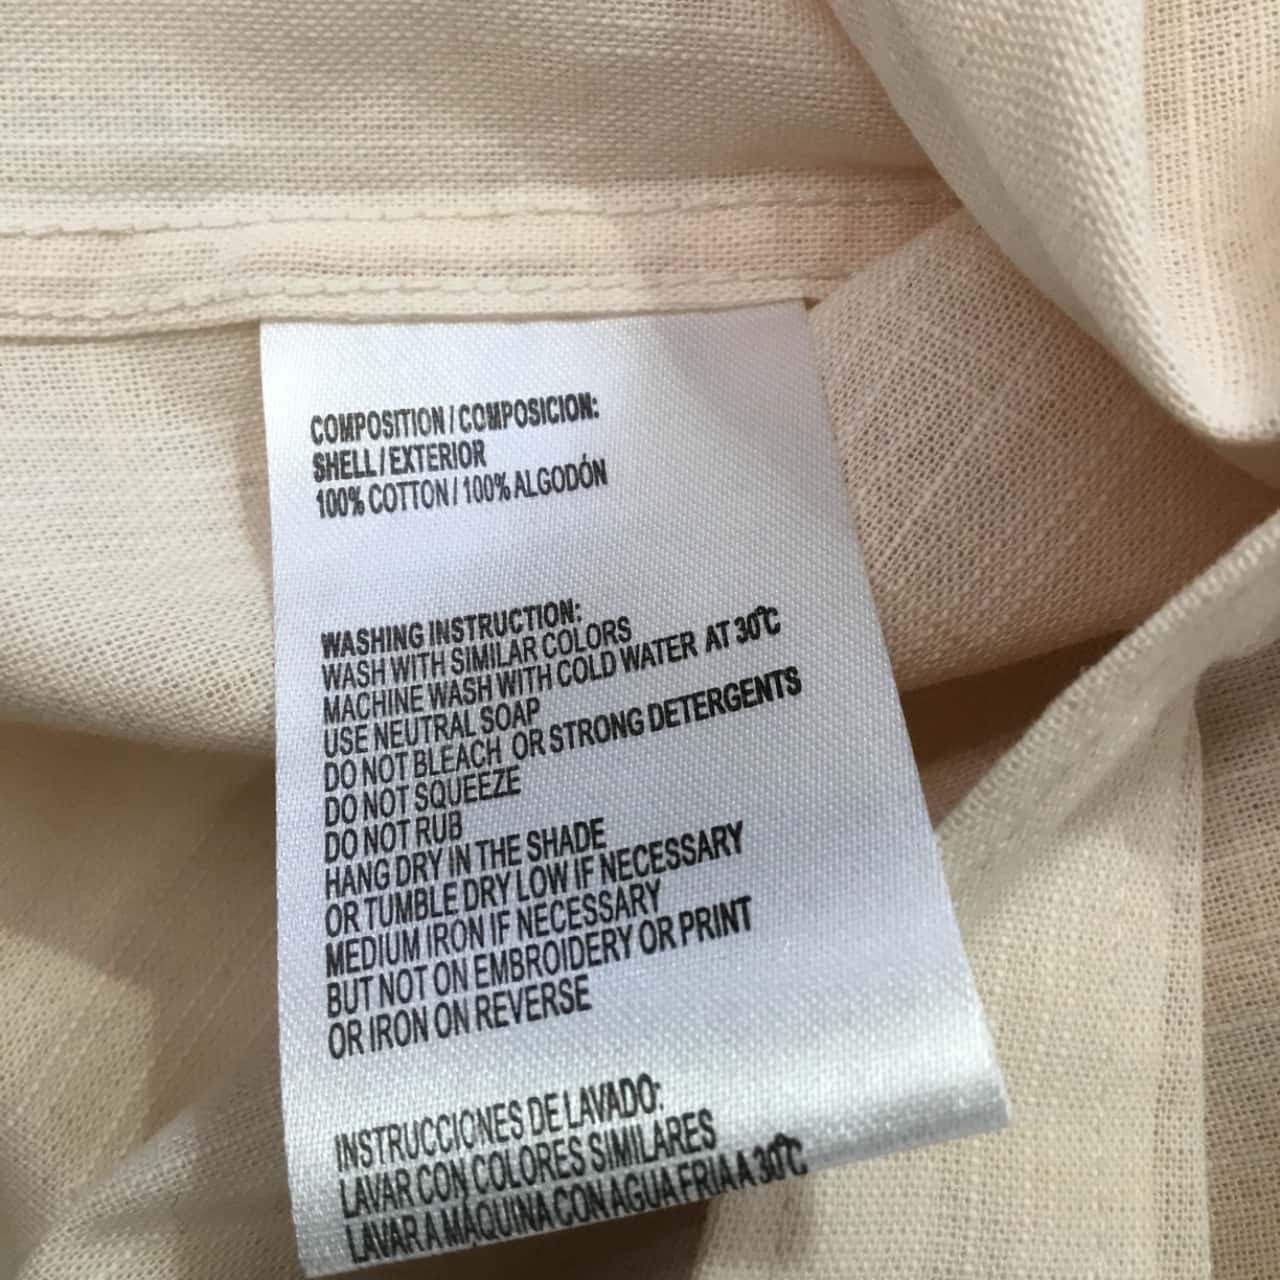 COMPOSITION / COMPOSICION:
SHELL / EXTERIOR
100% COTTON / 100% ALGODÓN
WASHING INSTRUCTION:
WASH WITH SIMILAR COLORS
MACHINE WASH WITH COLD WATER AT 30°C
USE NEUTRAL SOAP
DO NOT BLEACH OR STRONG DETERGENTS
DO NOT SQUEEZE
DO NOT RUB
HANG DRY IN THE SHADE
OR TUMBLE DRY LOW IF NECESSARY
MEDIUM IRON IF NECESSARY
BUT NOT ON EMBROIDERY OR PRINT
OR IRON ON REVERSE
INSTRUCCIONES DE LAVADO:
LAVAR CON COLORES SIMILARES
LAVAR A MÁQUINA CON AGUA FRIA A 30°C